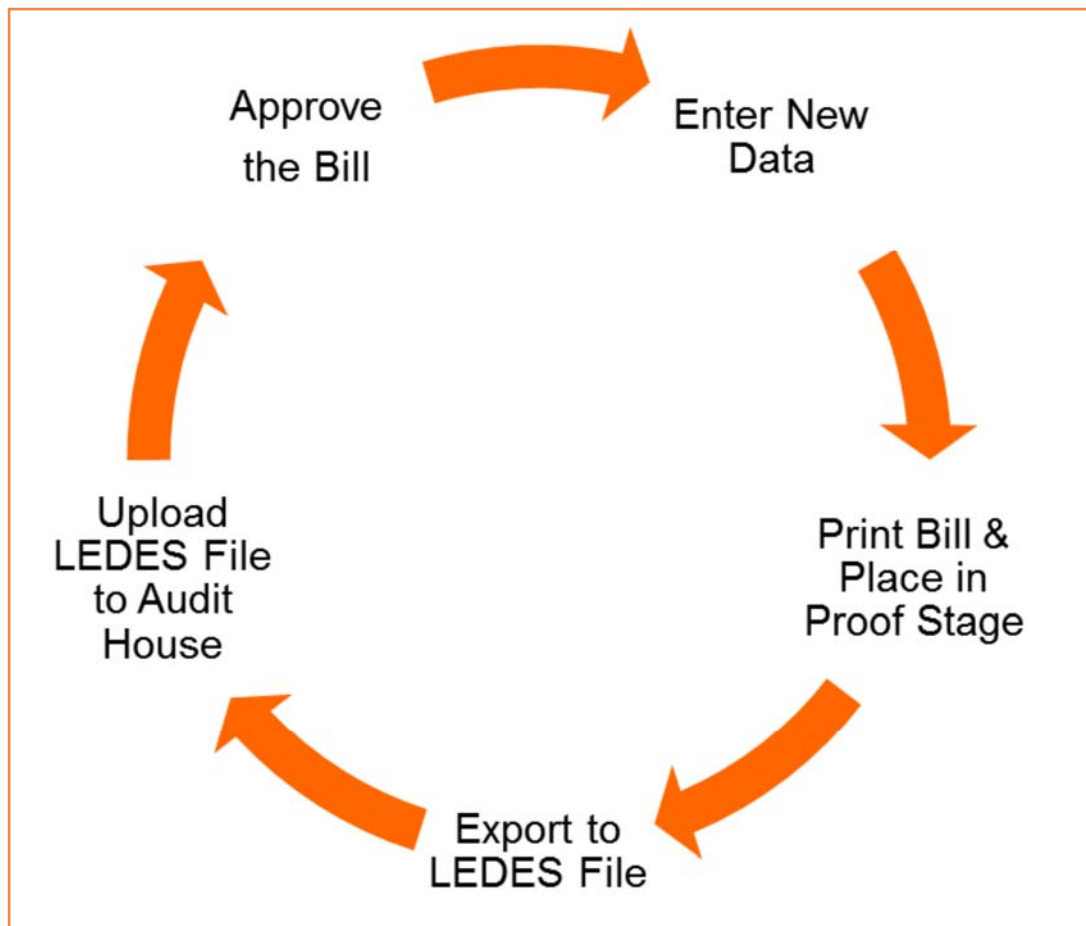 Approve
the Bill
Enter New
Data
Print Bill &
Place in
Proof Stage
Export to
LEDES File
Upload
LEDES File
to Audit
House